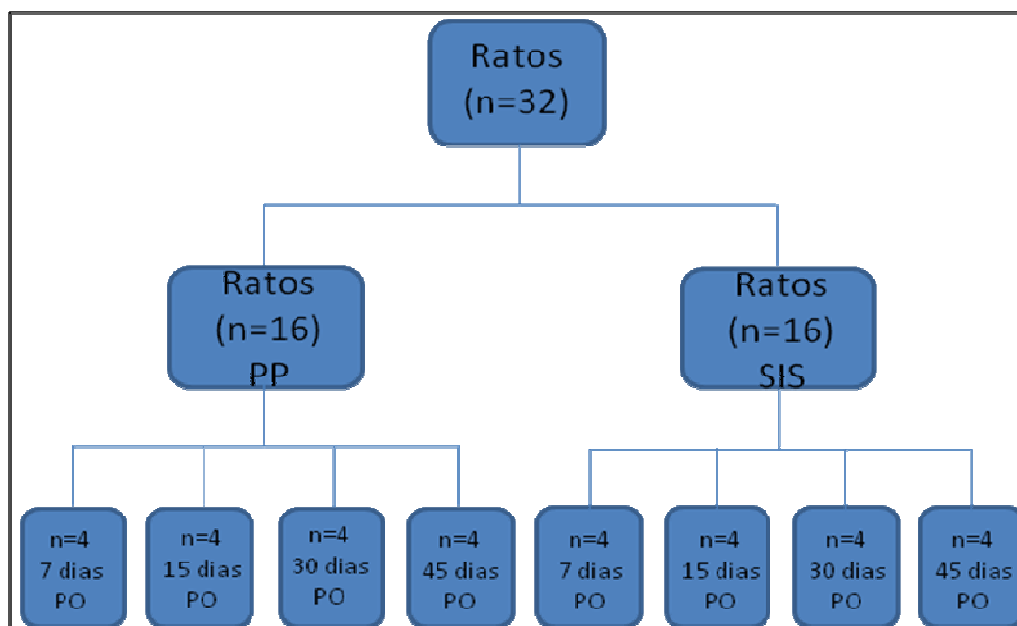 Ratos
(n=32)
Ratos
(n=16)
PP
Ratos
(n=16)
SIS
n=4
7 dias
PO
n=4
15 dias
PO
n=4
30 dias
PO
n=4
45 dias
PO
n=4
7 dias
PO
n=4
15 dias
PO
n=4
30 dias
PO
n=4
45 dias
PO